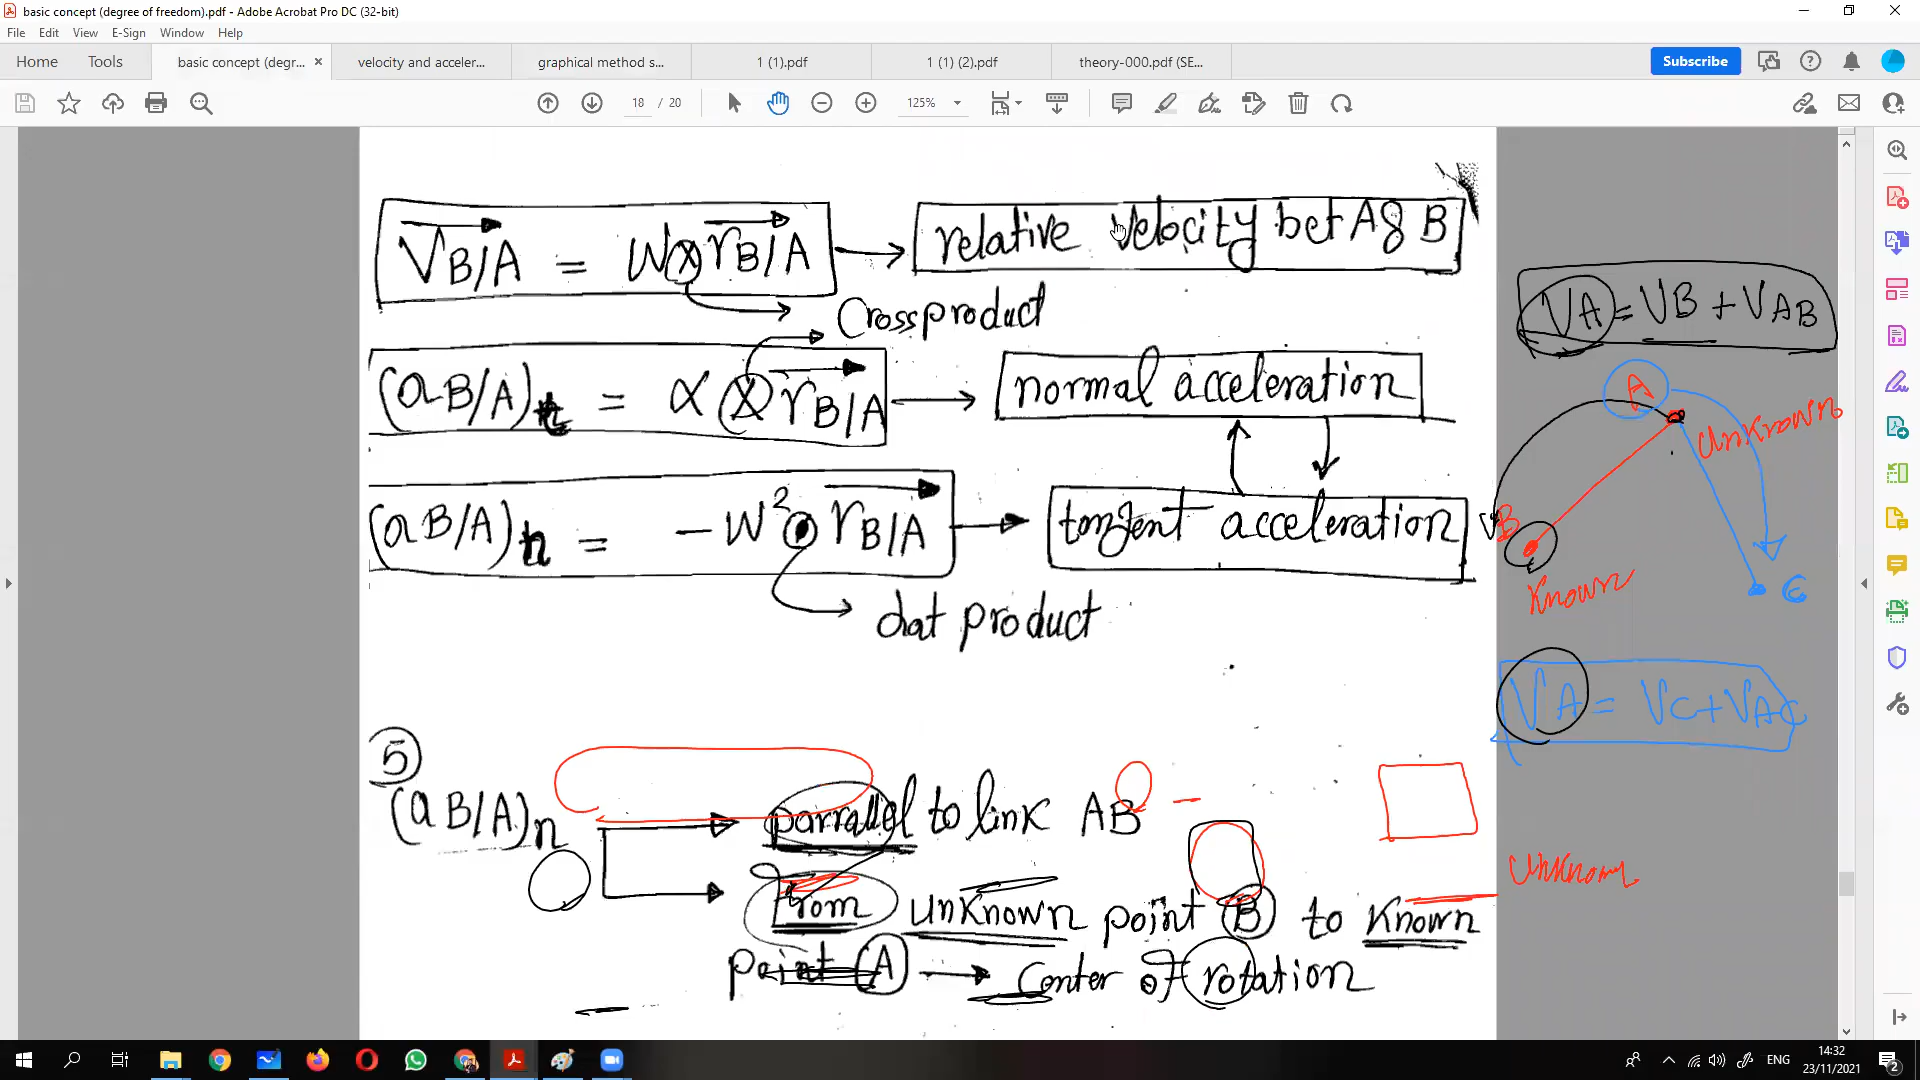 basic concept (degree of freedom).pdf - Adobe Acrobat Pro DC (32-bit)
File Edit View E-Sign Window Help
Home Tools basic concept (degr... × velocity and acceler... graphical method s... 1 (1).pdf 1 (1) (2).pdf theory-000.pdf (SE... Subscribe
18 / 20 125%
VB/A = W×rB/A → relative velocity bet A & B
Crossproduct
(aB/A)t = α × rB/A → normal acceleration
(aB/A)n = -W²•rB/A → tangent acceleration
dat product
VA = VB + VAB
A
unknown
B
Known
C
VA = VC + VAC
5
(aB/A)n → parrallel to link AB
From unKnown point B to Known
point A → Center of rotation
unknown
ENG
14:32
23/11/2021
2